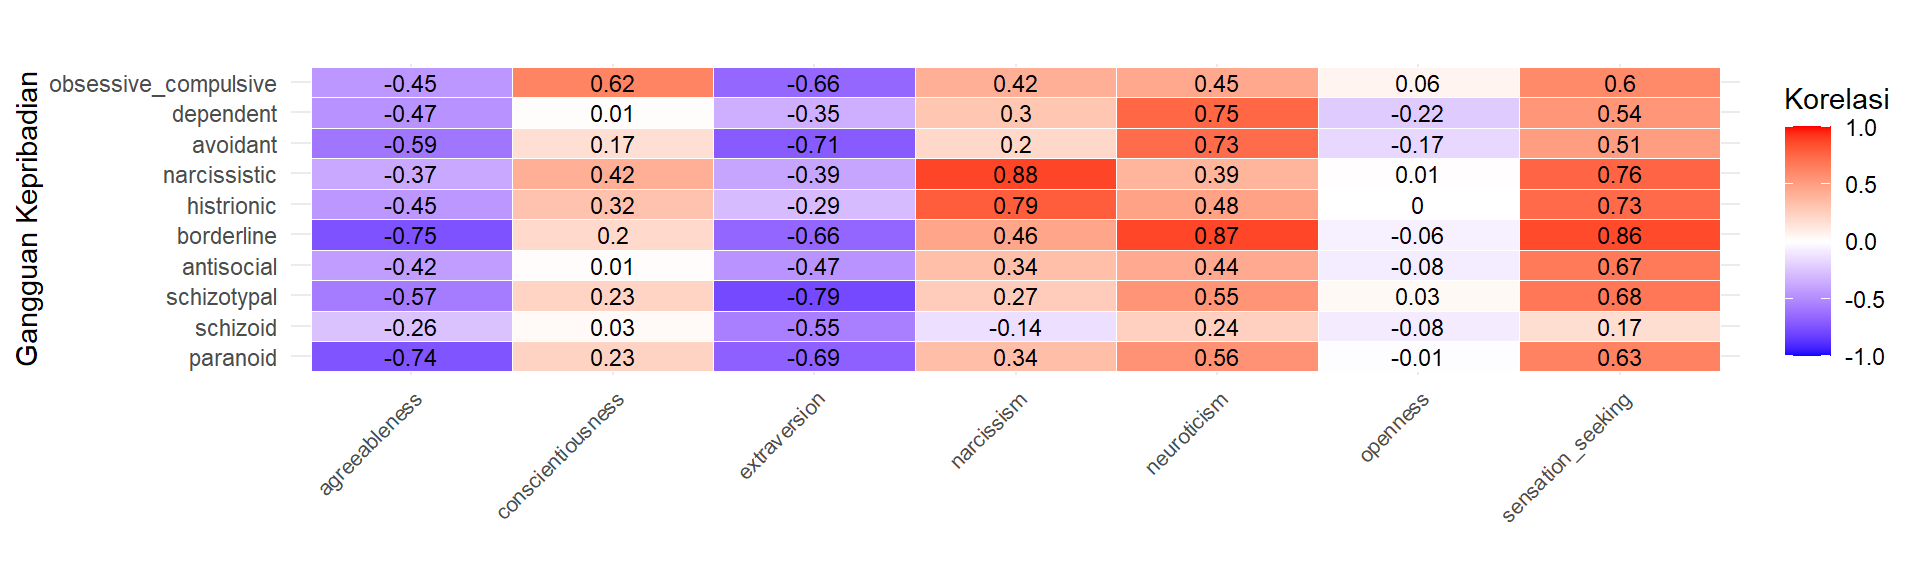 Gangguan Kepribadian
obsessive_compulsive -0.45 0.62 -0.66 0.42 0.45 0.06 0.6
dependent -0.47 0.01 -0.35 0.3 0.75 -0.22 0.54
avoidant -0.59 0.17 -0.71 0.2 0.73 -0.17 0.51
narcissistic -0.37 0.42 -0.39 0.88 0.39 0.01 0.76
histrionic -0.45 0.32 -0.29 0.79 0.48 0 0.73
borderline -0.75 0.2 -0.66 0.46 0.87 -0.06 0.86
antisocial -0.42 0.01 -0.47 0.34 0.44 -0.08 0.67
schizotypal -0.57 0.23 -0.79 0.27 0.55 0.03 0.68
schizoid -0.26 0.03 -0.55 -0.14 0.24 -0.08 0.17
paranoid -0.74 0.23 -0.69 0.34 0.56 -0.01 0.63
agreeableness
conscientiousness
extraversion
narcissism
neuroticism
openness
sensation_seeking
Korelasi
1.0
0.5
0.0
-0.5
-1.0